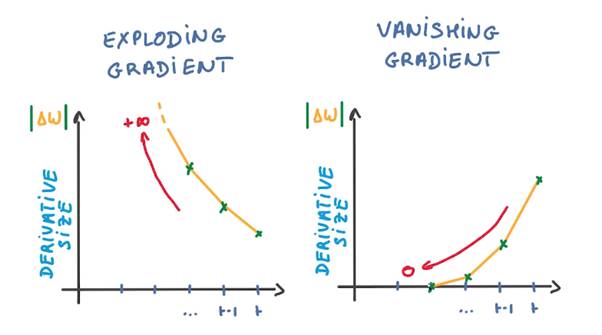 EXPLODING
GRADIENT
VANISHING
GRADIENT
|ΔW|
+∞
DERIVATIVE
SIZE
... t-1 t
|ΔW|
0
DERIVATIVE
SIZE
... t-1 t